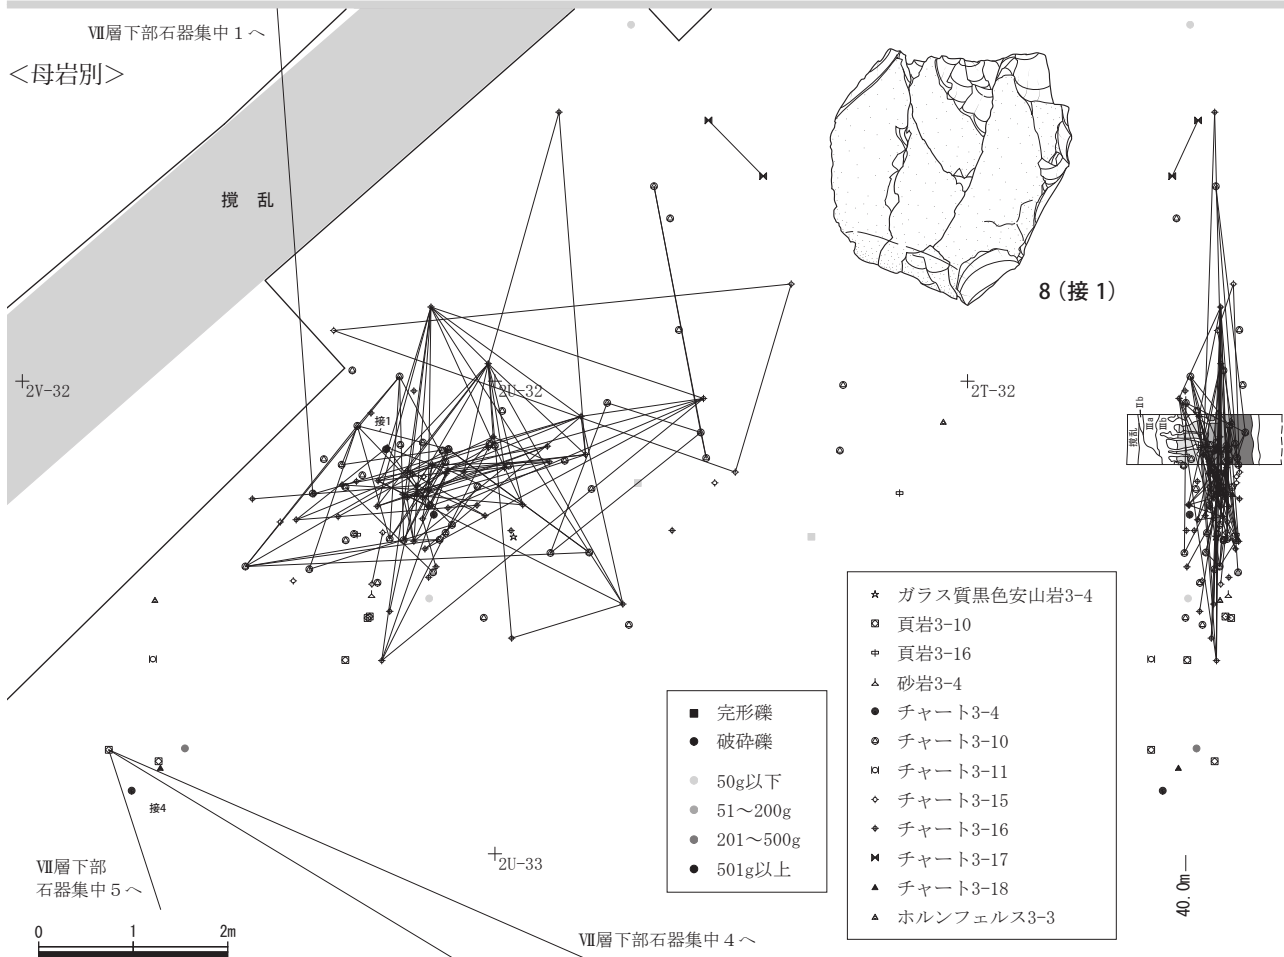 Ⅶ層下部石器集中1へ
＜母岩別＞
撹 乱
8（接1）
2V-32
2U-32
2T-32
接1
撹乱
Ⅱb
Ⅲa
Ⅲb
ガラス質黒色安山岩3-4
頁岩3-10
頁岩3-16
砂岩3-4
チャート3-4
チャート3-10
チャート3-11
チャート3-15
チャート3-16
チャート3-17
チャート3-18
ホルンフェルス3-3
完形礫
破砕礫
50g以下
51〜200g
201〜500g
501g以上
接4
2U-33
Ⅶ層下部
石器集中5へ
0 1 2m
Ⅶ層下部石器集中4へ
40.0m